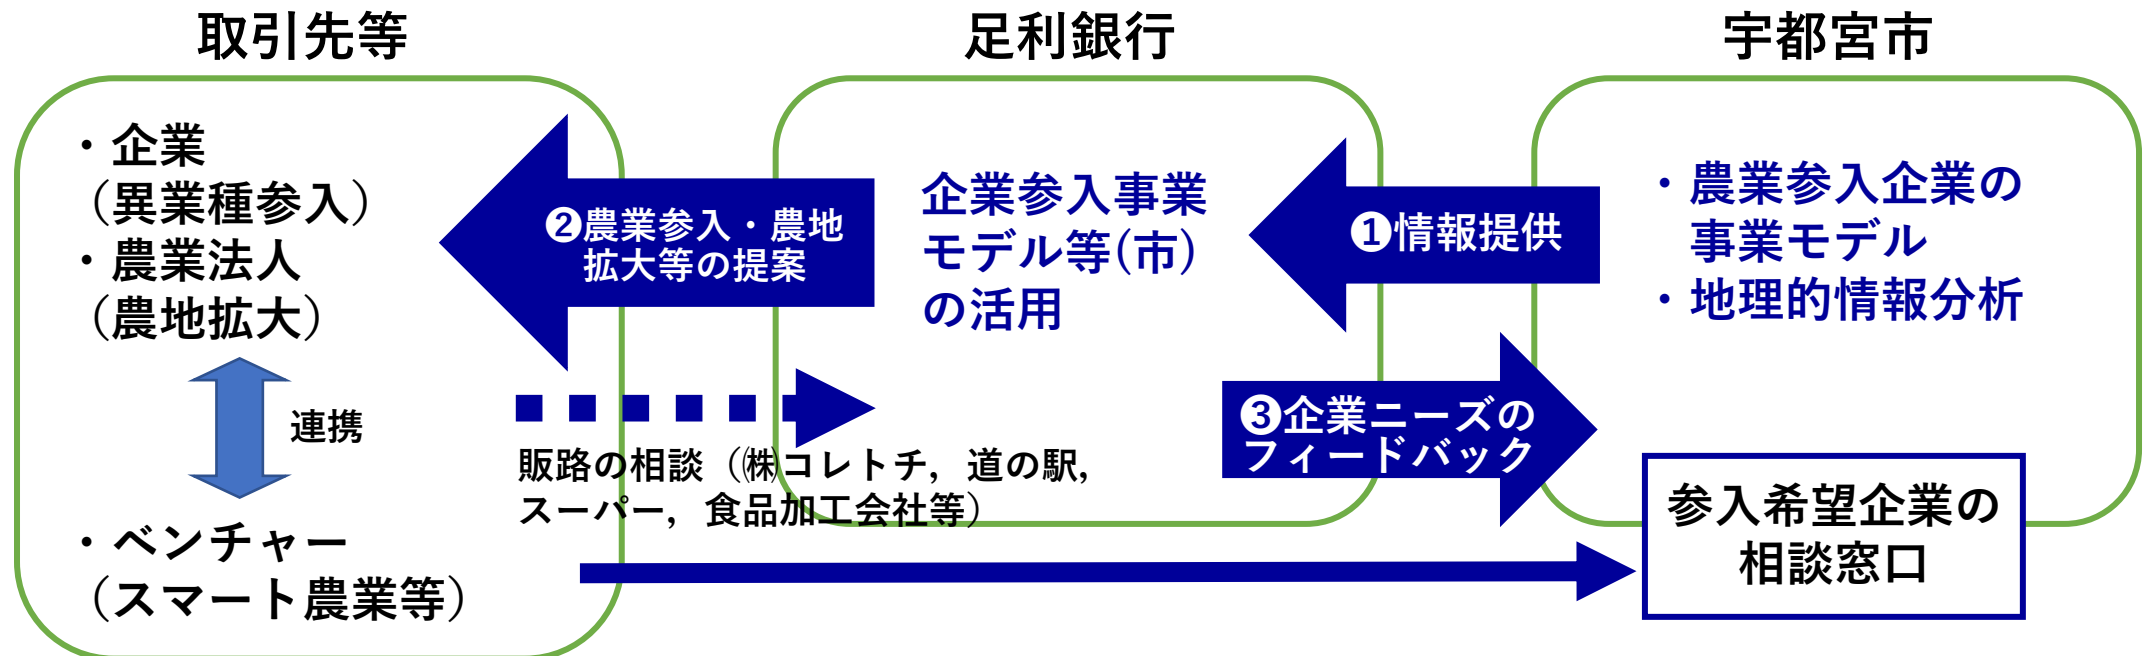 取引先等
足利銀行
宇都宮市
・企業
（異業種参入）
・農業法人
（農地拡大）
連携
・ベンチャー
（スマート農業等）
❷農業参入・農地
拡大等の提案
販路の相談（㈱コレトチ，道の駅，
スーパー，食品加工会社等）
企業参入事業
モデル等(市)
の活用
❶情報提供
❸企業ニーズの
フィードバック
・農業参入企業の
事業モデル
・地理的情報分析
参入希望企業の
相談窓口